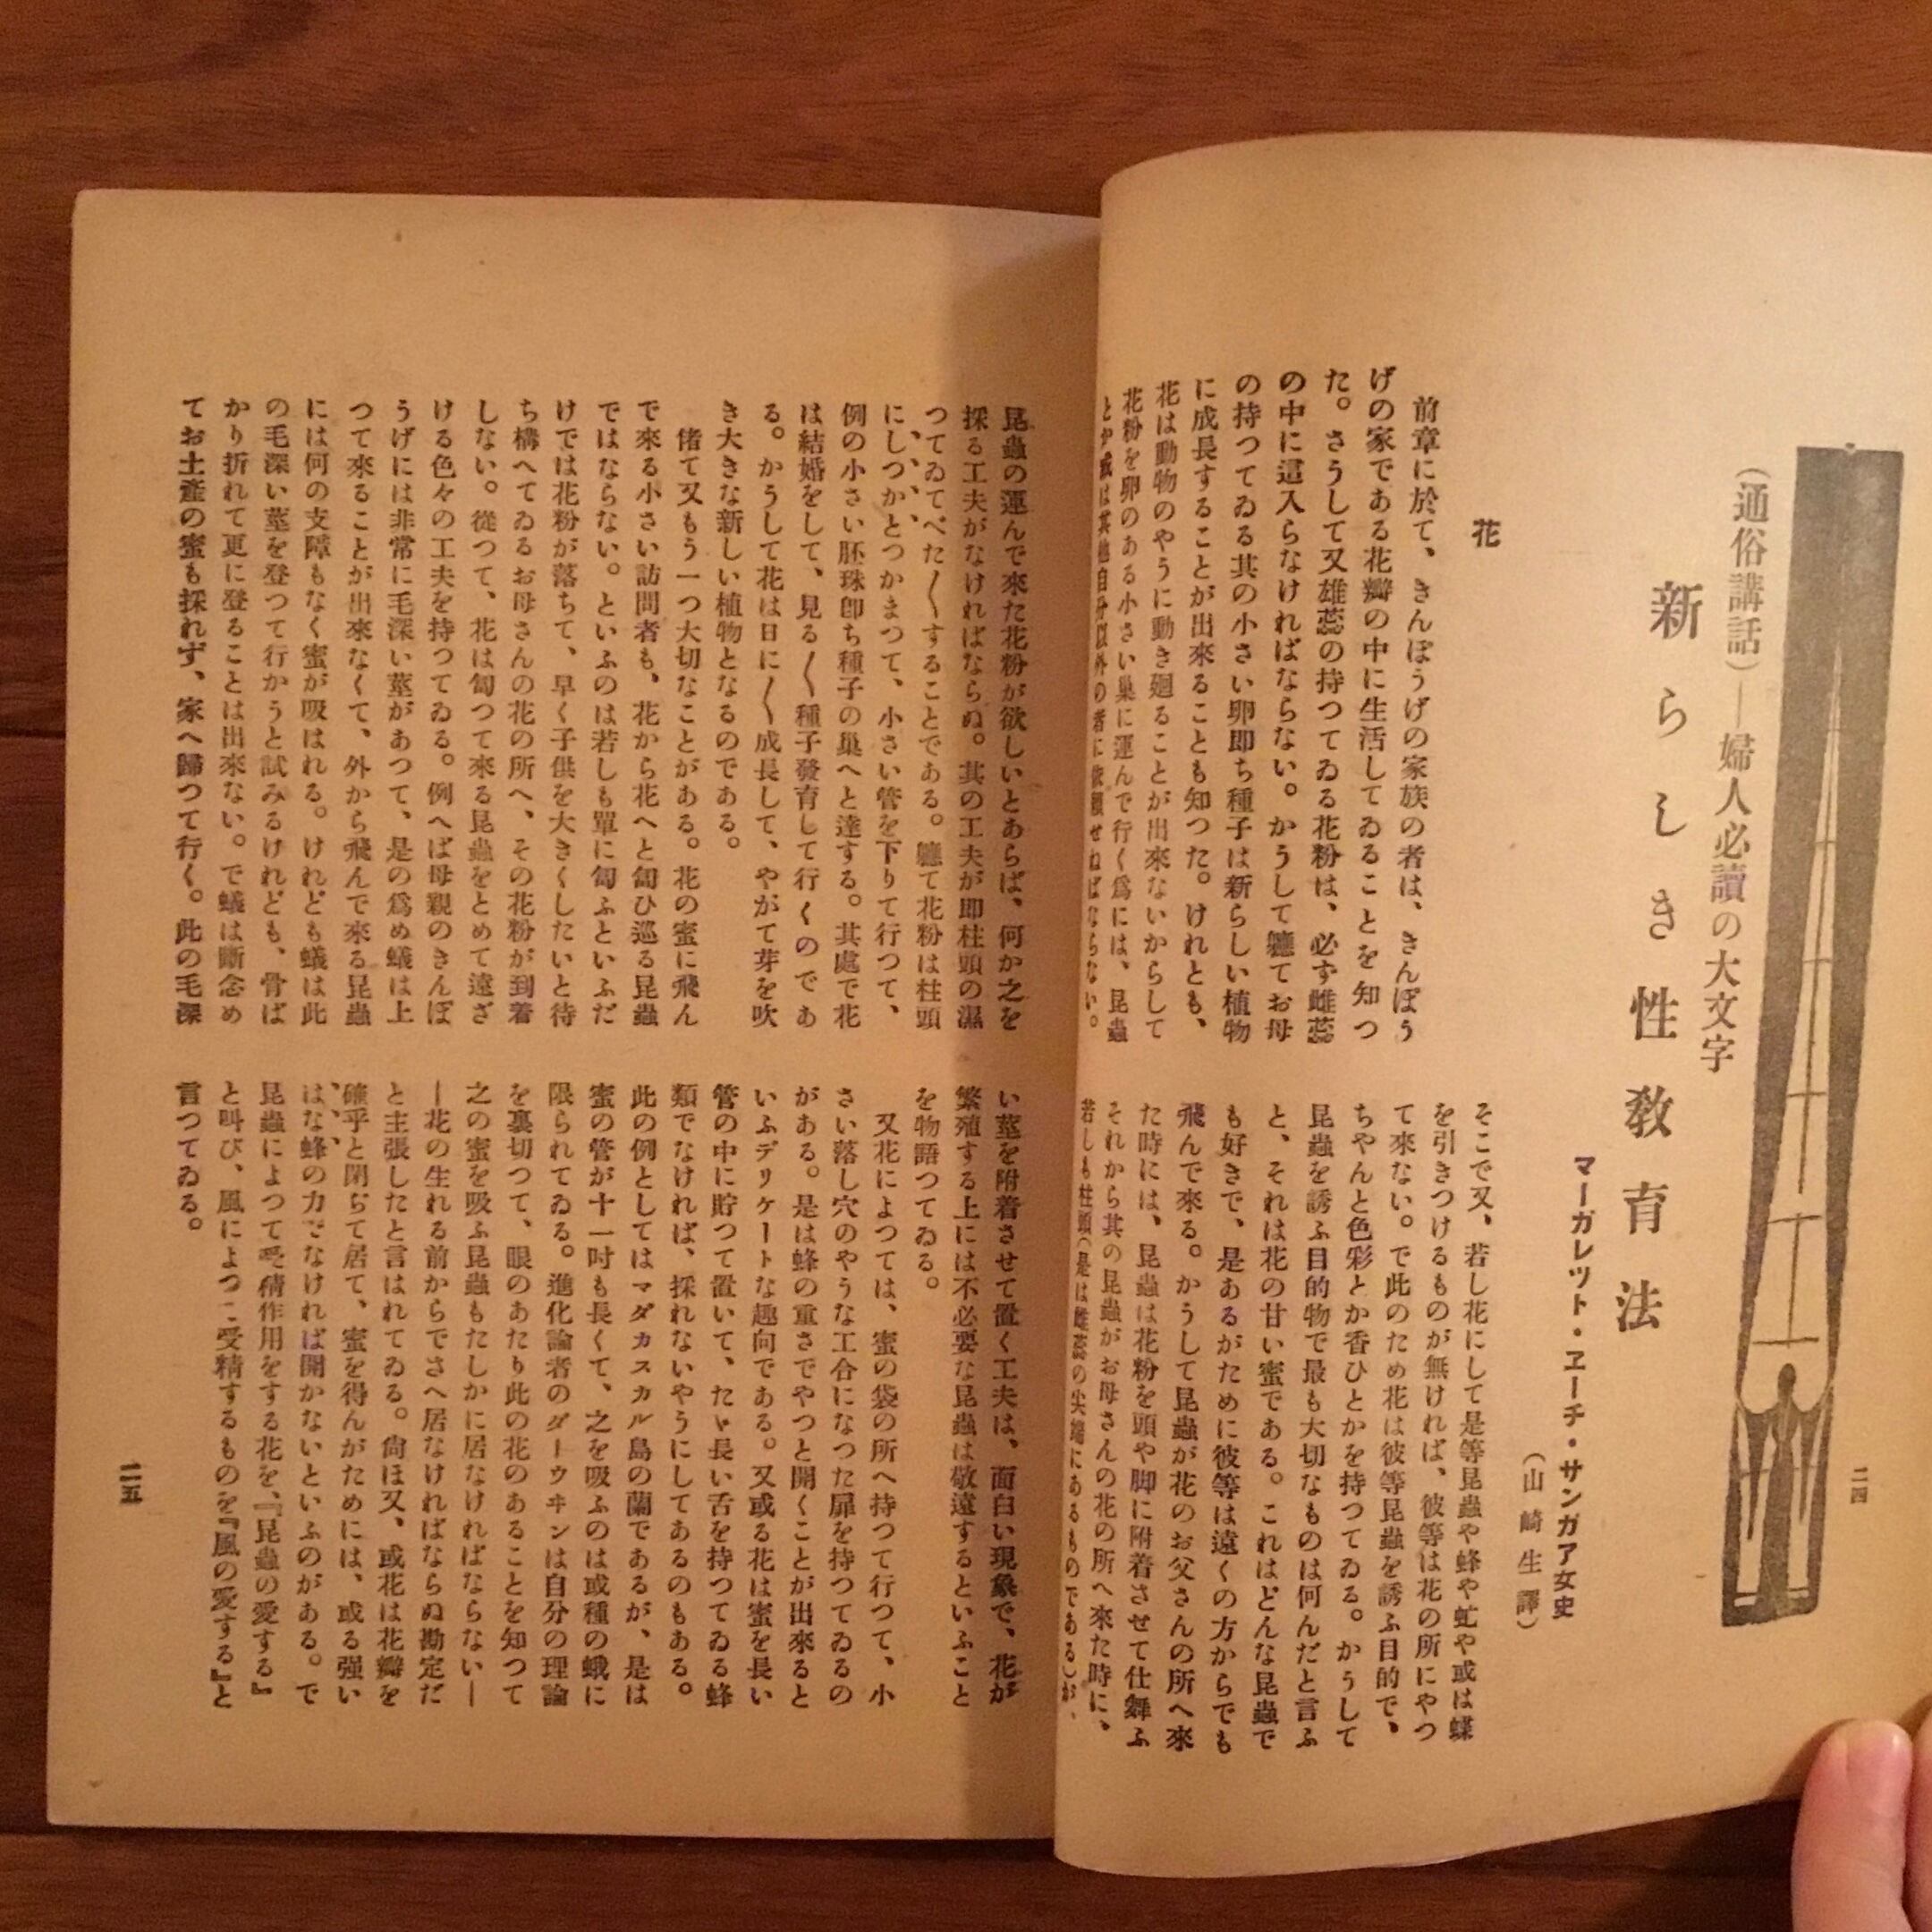 二四
(通俗講話)―婦人必讀の大文字
新らしき性教育法
マーガレツト・エーチ・サンガア女史
(山崎生譯)
花
前章に於て、きんぽうげの家族の者は、きんぽう
げの家である花瓣の中に生活してゐることを知つ
た。さうして又雄蕊の持つてゐる花粉は、必ず雌蕊
の中に這入らなければならない。かうして軈てお母
の持つてゐる其の小さい卵即ち種子は新らしい植物
に成長することが出來ることも知つた。けれとも、
花は動物のやうに動き廻ることが出來ないからして
花粉を卵のある小さい巣に運んで行く爲には、昆蟲
とか或は其他自分以外の者に依賴せねばならない。
そこで又、若し花にして是等昆蟲や蜂や虻や或は蝶
を引きつけるものが無ければ、彼等は花の所にやつ
て來ない。で此のため花は彼等昆蟲を誘ふ目的で、
ちやんと色彩とか香ひとかを持つてゐる。かうして
昆蟲を誘ふ目的物で最も大切なものは何んだと言ふ
と、それは花の甘い蜜である。これはどんな昆蟲で
も好きで、是あるがために彼等は遠くの方からでも
飛んで來る。かうして昆蟲が花のお父さんの所へ來
た時には、昆蟲は花粉を頭や脚に附着させて仕舞ふ
それから其の昆蟲がお母さんの花の所へ來た時に、
若しも柱頭(是は雌蕊の尖端にあるものである)が、
昆蟲の運んで來た花粉が欲しいとあらば、何か之を
採る工夫がなければならぬ。其の工夫が即柱頭の濕
つてゐてべた〱することである。軈て花粉は柱頭
にしつかとつかまつて、小さい管を下りて行つて、
例の小さい胚珠卽ち種子の巣へと達する。其處で花
は結婚をして、見る〱種子發育して行くのであ
る。かうして花は日に〱成長して、やがて芽を吹
き大きな新しい植物となるのである。
偖て又もう一つ大切なことがある。花の蜜に飛ん
で來る小さい訪問者も、花から花へと匐ひ巡る昆蟲
ではならない。といふのは若しも單に匐ふといふだ
けでは花粉が落ちて、早く子供を大きくしたいと待
ち構へてゐるお母さんの花の所へ、その花粉が到着
しない。從つて、花は匐つて來る昆蟲をとめて遠ざ
ける色々の工夫を持つてゐる。例へば母親のきんぽ
うげには非常に毛深い莖があつて、是の爲め蟻は上
つて來ることが出來なくて、外から飛んで來る昆蟲
には何の支障もなく蜜が吸はれる。けれども蟻は此
の毛深い莖を登つて行かうと試みるけれども、骨ば
かり折れて更に登ることは出來ない。で蟻は斷念め
てお土産の蜜も採れず、家へ歸つて行く。此の毛深
い莖を附着させて置く工夫は、面白い現象で、花が
繁殖する上には不必要な昆蟲は敬遠するといふこと
を物語つてゐる。
又花によつては、蜜の袋の所へ持つて行つて、小
さい落し穴のやうな工合になつた扉を持つてゐるの
がある。是は蜂の重さでやつと開くことが出來ると
いふデリケートな趣向である。又或る花は蜜を長い
管の中に貯つて置いて、たゞ長い舌を持つてゐる蜂
類でなければ、採れないやうにしてあるのもある。
此の例としてはマダカスカル島の蘭であるが、是は
蜜の管が十一吋も長くて、之を吸ふのは或種の蛾に
限られてゐる。進化論者のダーウヰンは自分の理論
を裏切つて、眼のあたり此の花のあることを知つて
之の蜜を吸ふ昆蟲もたしかに居なければならない―
―花の生れる前からでさへ居なければならぬ勘定だ
と主張したと言はれてゐる。尙ほ又、或花は花瓣を
確乎と閉ぢて居て、蜜を得んがためには、或る强い
はな蜂の力でなければ開かないといふのがある。で
昆蟲によつて受精作用をする花を、『昆蟲の愛する』
と叫び、風によつて受精するものを『風の愛する』と
言つてゐる。
二五